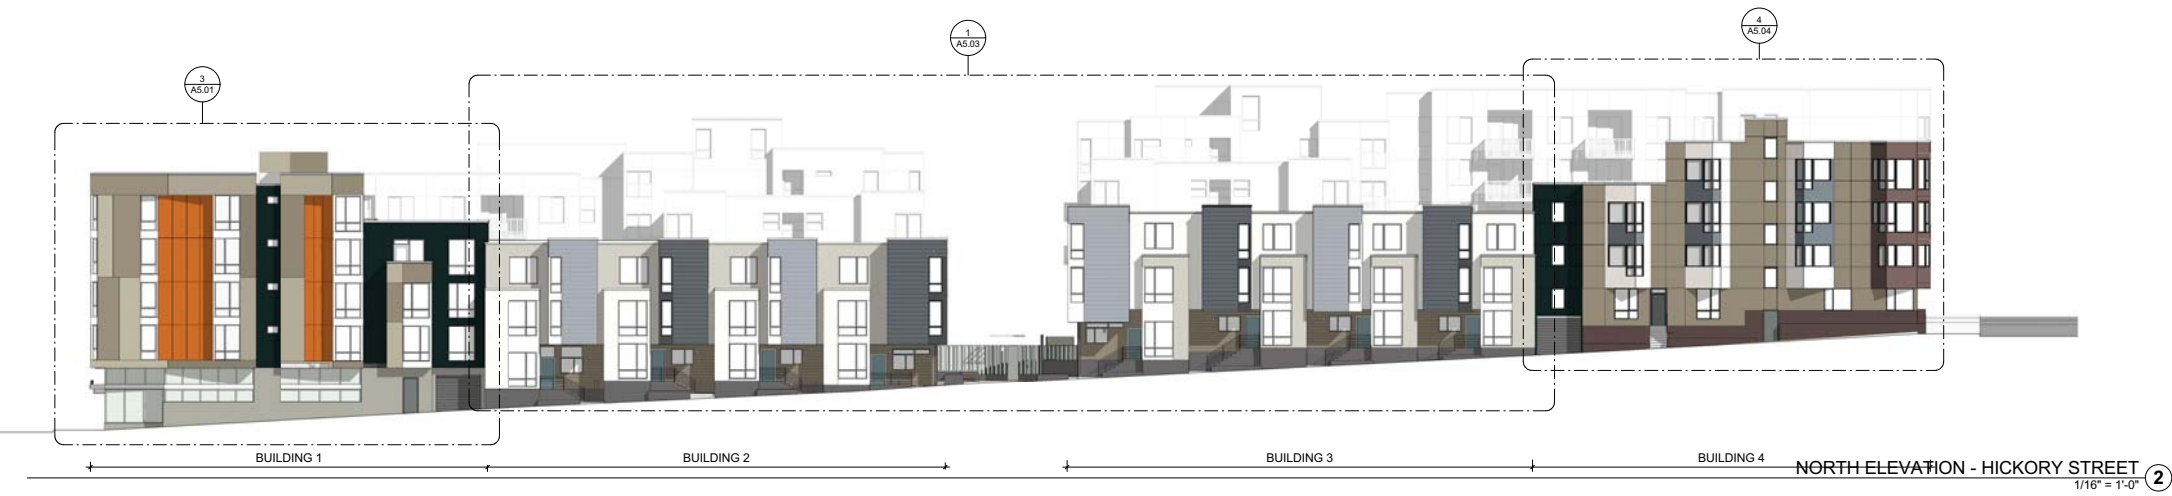 1
A5.03
4
A5.04
3
A5.01
BUILDING 1
BUILDING 2
BUILDING 3
BUILDING 4
NORTH ELEVATION - HICKORY STREET
2
1/16" = 1'-0"